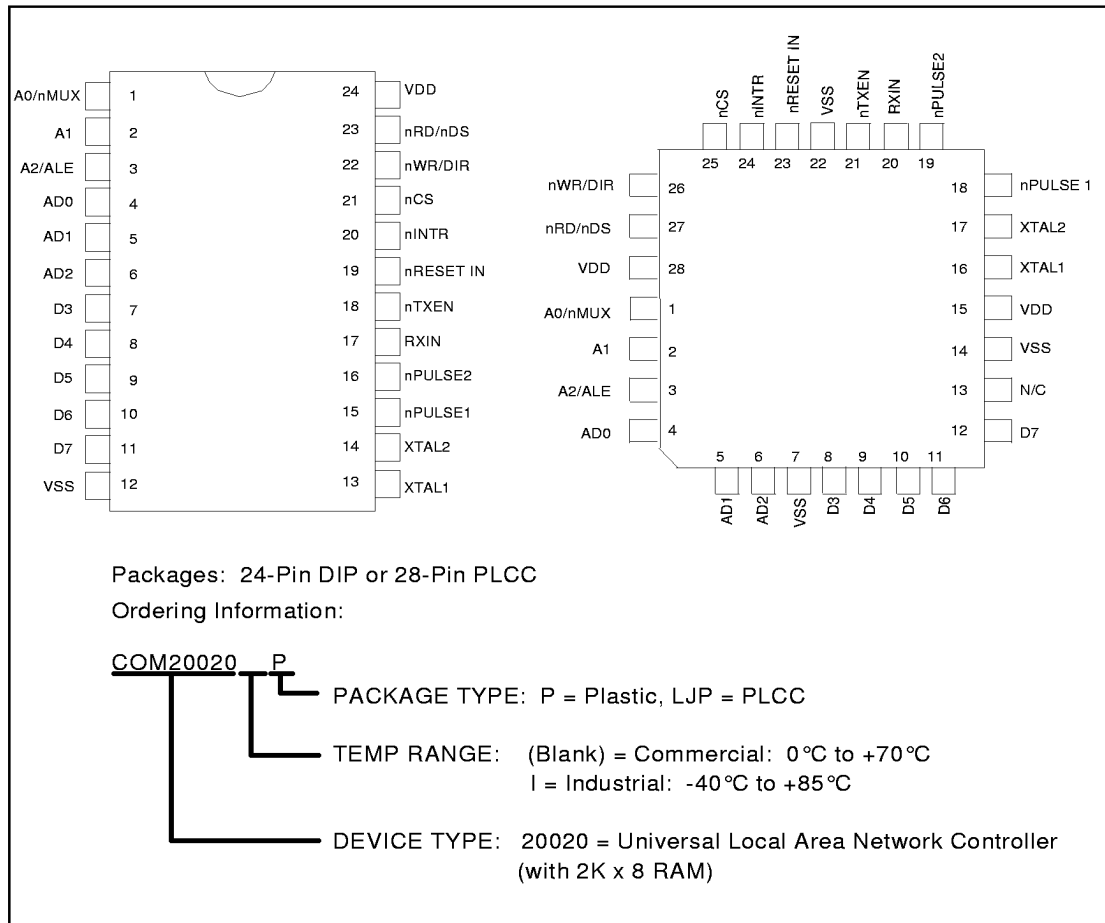 A0/nMUX 1 24 VDD
A1 2 23 nRD/nDS
A2/ALE 3 22 nWR/DIR
AD0 4 21 nCS
AD1 5 20 nINTR
AD2 6 19 nRESET IN
D3 7 18 nTXEN
D4 8 17 RXIN
D5 9 16 nPULSE2
D6 10 15 nPULSE1
D7 11 14 XTAL2
VSS 12 13 XTAL1
nCS nINTR nRESET IN VSS nTXEN RXIN nPULSE2
25 24 23 22 21 20 19
nWR/DIR 26 18 nPULSE 1
nRD/nDS 27 17 XTAL2
VDD 28 16 XTAL1
A0/nMUX 1 15 VDD
A1 2 14 VSS
A2/ALE 3 13 N/C
AD0 4 12 D7
5 6 7 8 9 10 11
AD1 AD2 VSS D3 D4 D5 D6
Packages: 24-Pin DIP or 28-Pin PLCC
Ordering Information:
COM20020 P
PACKAGE TYPE: P = Plastic, LJP = PLCC
TEMP RANGE: (Blank) = Commercial: 0°C to +70°C
I = Industrial: -40°C to +85°C
DEVICE TYPE: 20020 = Universal Local Area Network Controller
(with 2K x 8 RAM)